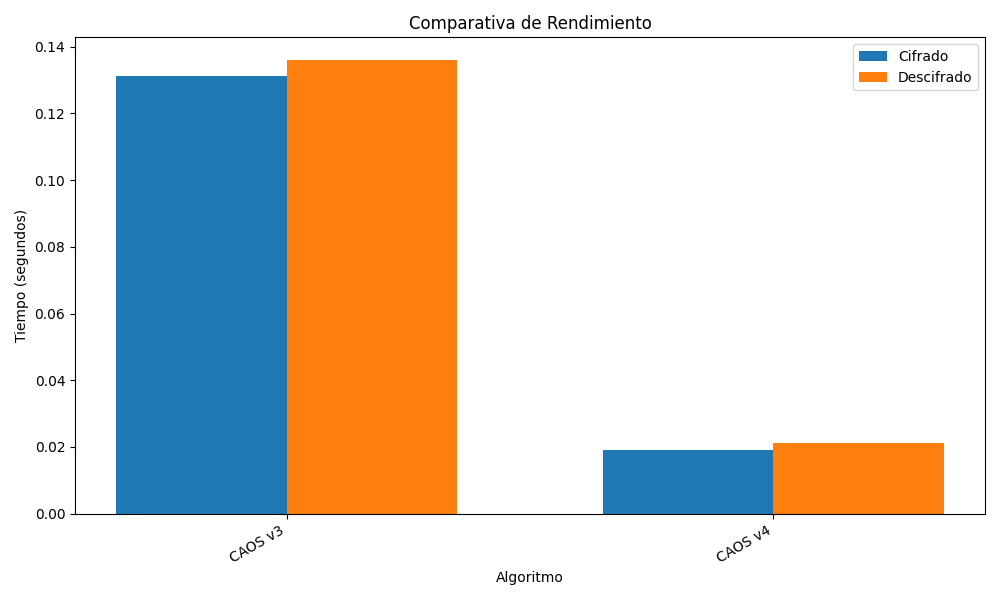 Comparativa de Rendimiento
Cifrado
Descifrado
Tiempo (segundos)
0.14
0.12
0.10
0.08
0.06
0.04
0.02
0.00
CAOS v3
CAOS v4
Algoritmo